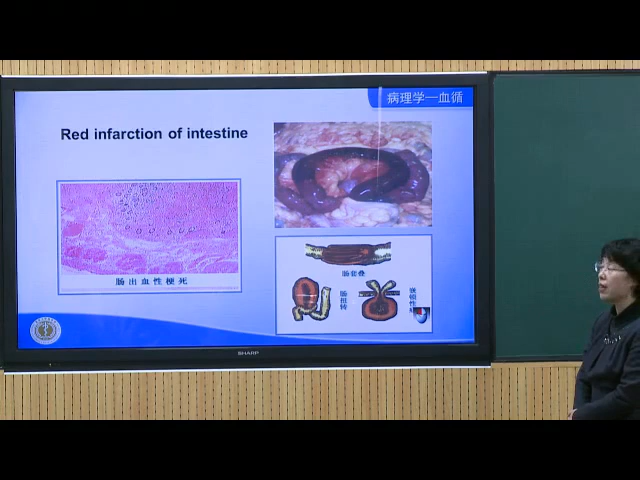 病理学—血循
Red infarction of intestine
肠出血性梗死
肠套叠
肠扭转
嵌顿性
SHARP